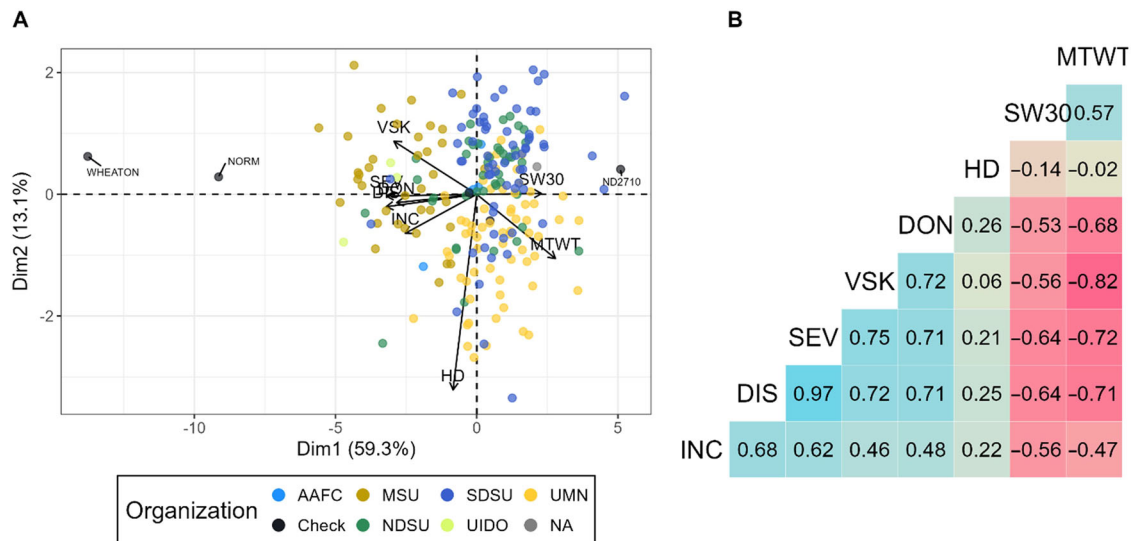 A
2
0
-2
Dim2 (13.1%)
-10
-5
0
5
Dim1 (59.3%)
WHEATON
NORM
ND2710
VSK
SEV
DON
DIS
INC
SW30
MTWT
HD
Organization
AAFC
MSU
SDSU
UMN
Check
NDSU
UIDO
NA
B
MTWT
SW30 0.57
HD −0.14 −0.02
DON 0.26 −0.53 −0.68
VSK 0.72 0.06 −0.56 −0.82
SEV 0.75 0.71 0.21 −0.64 −0.72
DIS 0.97 0.72 0.71 0.25 −0.64 −0.71
INC 0.68 0.62 0.46 0.48 0.22 −0.56 −0.47